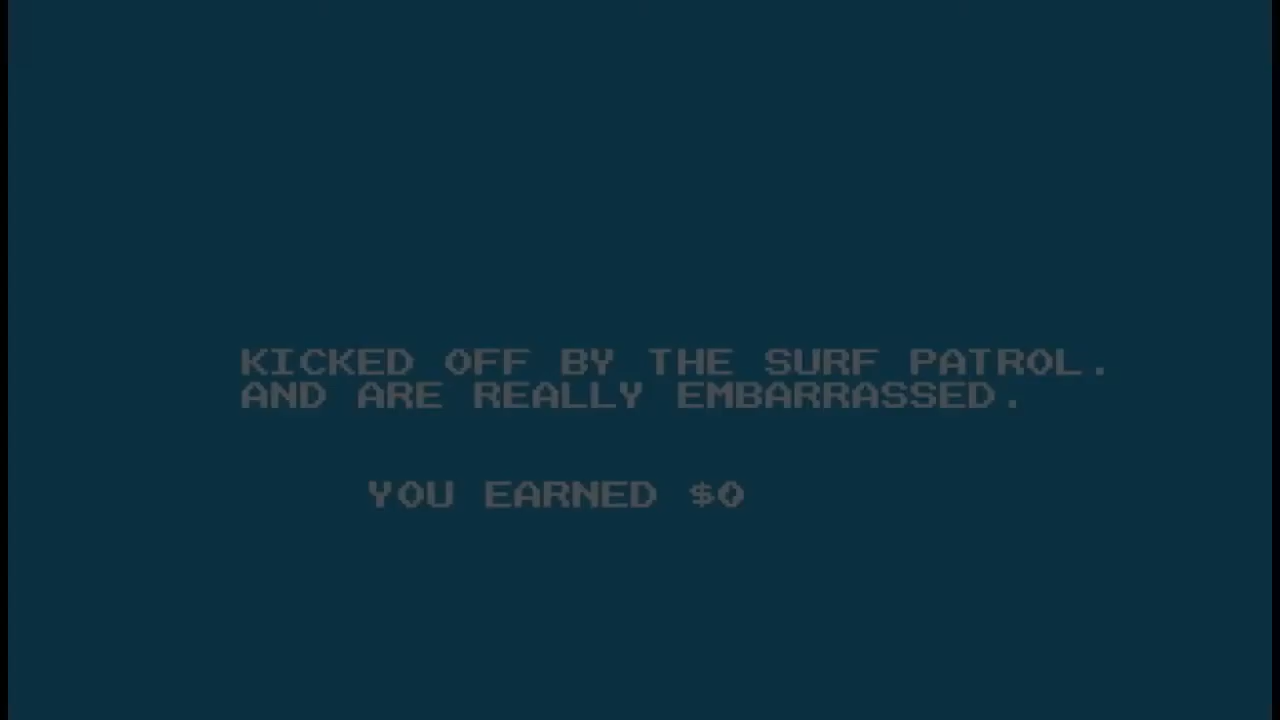 KICKED OFF BY THE SURF PATROL.
AND ARE REALLY EMBARRASSED.
YOU EARNED $0